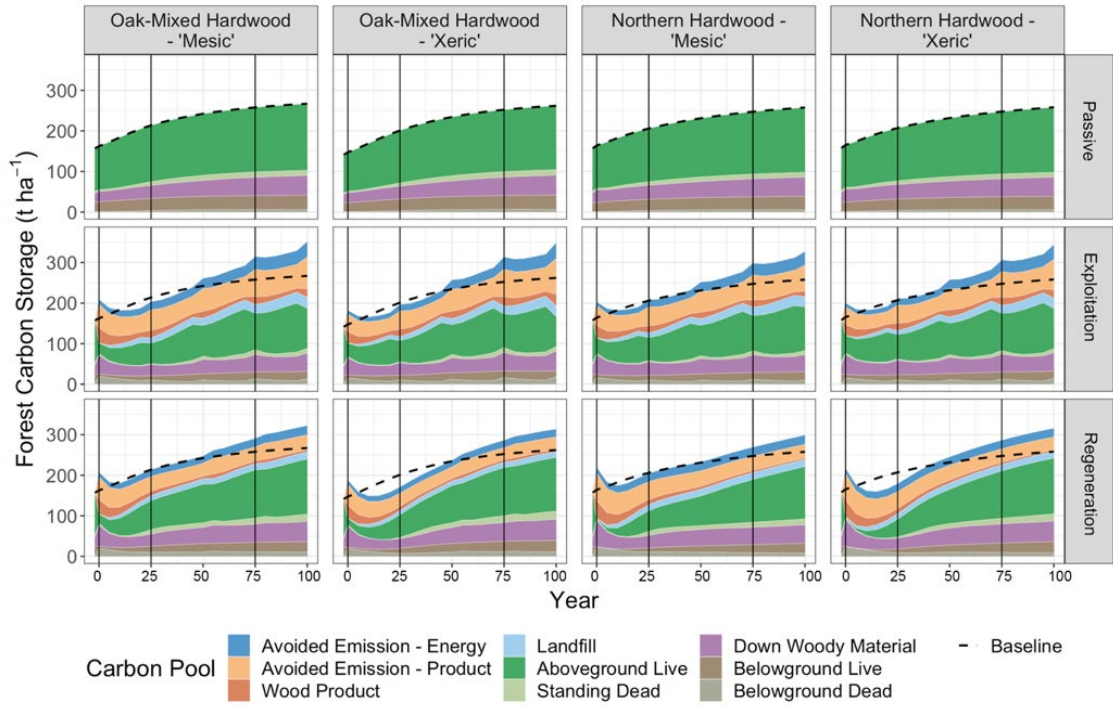 Oak-Mixed Hardwood
- 'Mesic'
Oak-Mixed Hardwood
- 'Xeric'
Northern Hardwood -
'Mesic'
Northern Hardwood -
'Xeric'
Forest Carbon Storage (t ha⁻¹)
300
200
100
0
Passive
300
200
100
0
Exploitation
300
200
100
0
Regeneration
0 25 50 75 100
0 25 50 75 100
0 25 50 75 100
0 25 50 75 100
Year
Carbon Pool
Avoided Emission - Energy
Avoided Emission - Product
Wood Product
Landfill
Aboveground Live
Standing Dead
Down Woody Material
Belowground Live
Belowground Dead
Baseline